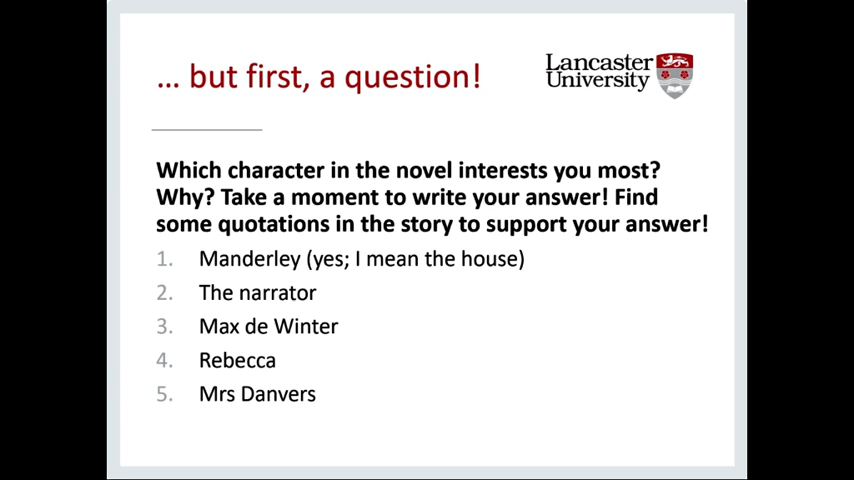 ... but first, a question!
Lancaster
University
Which character in the novel interests you most?
Why? Take a moment to write your answer! Find
some quotations in the story to support your answer!
1. Manderley (yes; I mean the house)
2. The narrator
3. Max de Winter
4. Rebecca
5. Mrs Danvers